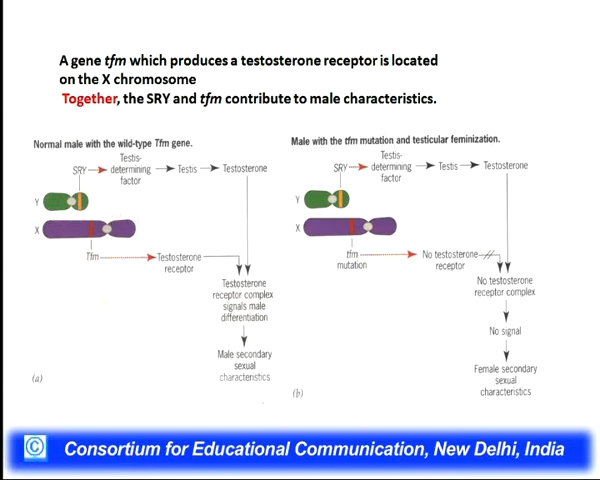 A gene tfm which produces a testosterone receptor is located
on the X chromosome
Together, the SRY and tfm contribute to male characteristics.
Normal male with the wild-type Tfm gene.
Testis-
SRY determining Testis Testosterone
factor
Y
X
Tfm Testosterone
receptor
Testosterone
receptor complex
signals male
differentiation
Male secondary
sexual
characteristics
(a)
Male with the tfm mutation and testicular feminization.
Testis-
SRY determining Testis Testosterone
factor
Y
X
tfm No testosterone
mutation receptor
No testosterone
receptor complex
No signal
Female secondary
sexual
characteristics
(b)
© Consortium for Educational Communication, New Delhi, India